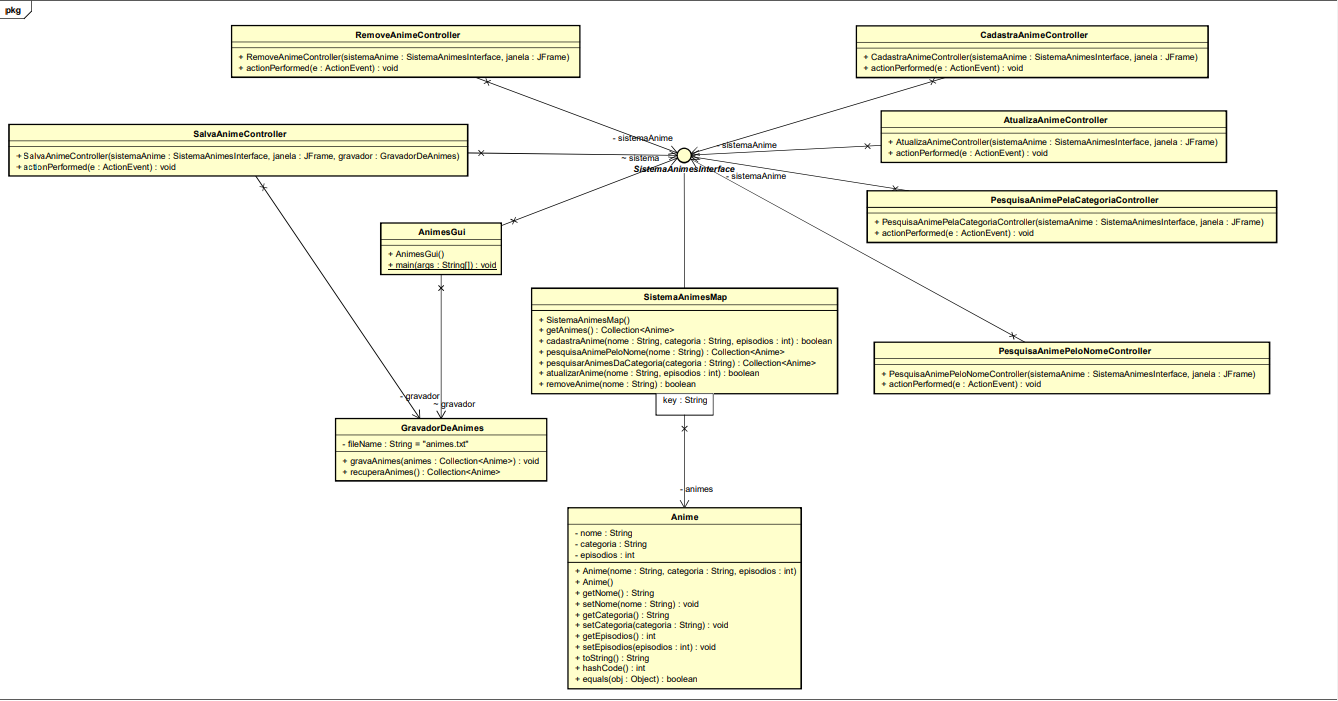 pkg
RemoveAnimeController
+ RemoveAnimeController(sistemaAnime : SistemaAnimesInterface, janela : JFrame)
+ actionPerformed(e : ActionEvent) : void
CadastraAnimeController
+ CadastraAnimeController(sistemaAnime : SistemaAnimesInterface, janela : JFrame)
+ actionPerformed(e : ActionEvent) : void
SalvaAnimeController
+ SalvaAnimeController(sistemaAnime : SistemaAnimesInterface, janela : JFrame, gravador : GravadorDeAnimes)
+ actionPerformed(e : ActionEvent) : void
AtualizaAnimeController
+ AtualizaAnimeController(sistemaAnime : SistemaAnimesInterface, janela : JFrame)
+ actionPerformed(e : ActionEvent) : void
- sistemaAnime
sistemaAnime
~ sistema
SistemaAnimesInterface
- sistemaAnime
PesquisaAnimePelaCategoriaController
+ PesquisaAnimePelaCategoriaController(sistemaAnime : SistemaAnimesInterface, janela : JFrame)
+ actionPerformed(e : ActionEvent) : void
AnimesGui
+ AnimesGui()
+ main(args : String[]) : void
SistemaAnimesMap
+ SistemaAnimesMap()
+ getAnimes() : Collection<Anime>
+ cadastraAnime(nome : String, categoria : String, episodios : int) : boolean
+ pesquisaAnimePeloNome(nome : String) : Collection<Anime>
+ pesquisarAnimesDaCategoria(categoria : String) : Collection<Anime>
+ atualizarAnime(nome : String, episodios : int) : boolean
+ removeAnime(nome : String) : boolean
key : String
PesquisaAnimePeloNomeController
+ PesquisaAnimePeloNomeController(sistemaAnime : SistemaAnimesInterface, janela : JFrame)
+ actionPerformed(e : ActionEvent) : void
- gravador
~ gravador
GravadorDeAnimes
- fileName : String = "animes.txt"
+ gravaAnimes(animes : Collection<Anime>) : void
+ recuperaAnimes() : Collection<Anime>
- animes
Anime
- nome : String
- categoria : String
- episodios : int
+ Anime(nome : String, categoria : String, episodios : int)
+ Anime()
+ getNome() : String
+ setNome(nome : String) : void
+ getCategoria() : String
+ setCategoria(categoria : String) : void
+ getEpisodios() : int
+ setEpisodios(episodios : int) : void
+ toString() : String
+ hashCode() : int
+ equals(obj : Object) : boolean